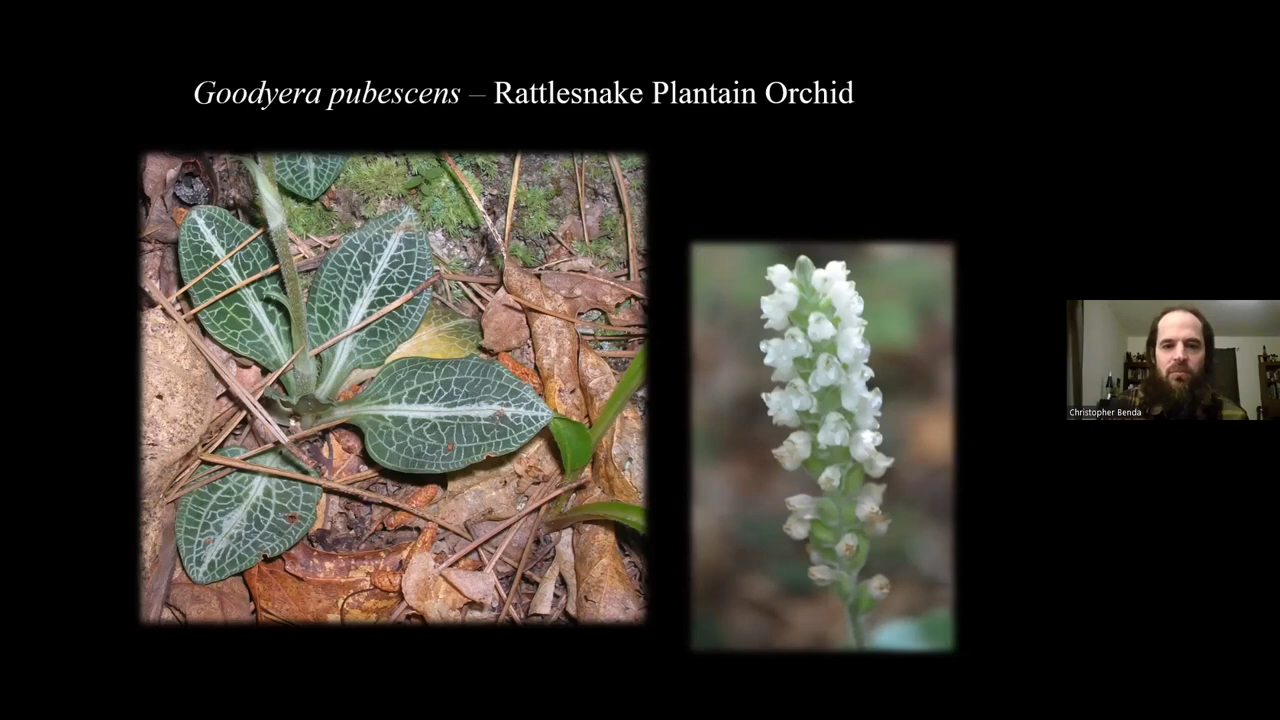 Goodyera pubescens – Rattlesnake Plantain Orchid
Christopher Benda